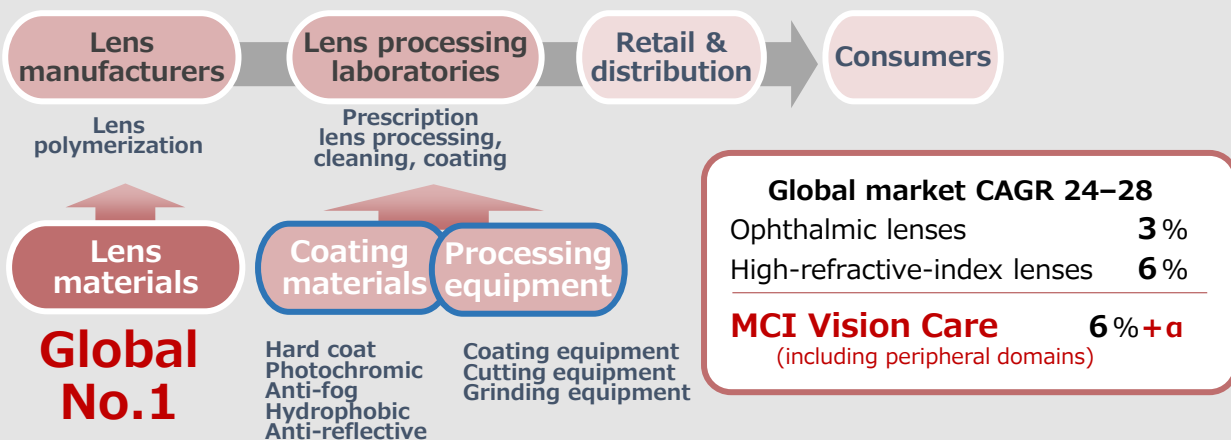 Lens
manufacturers
Lens processing
laboratories
Retail &
distribution
Consumers
Lens
polymerization
Prescription
lens processing,
cleaning, coating
Lens
materials
Coating
materials
Processing
equipment
Global
No.1
Hard coat
Photochromic
Anti-fog
Hydrophobic
Anti-reflective
Coating equipment
Cutting equipment
Grinding equipment
Global market CAGR 24–28
Ophthalmic lenses 3%
High-refractive-index lenses 6%
MCI Vision Care 6%+α
(including peripheral domains)